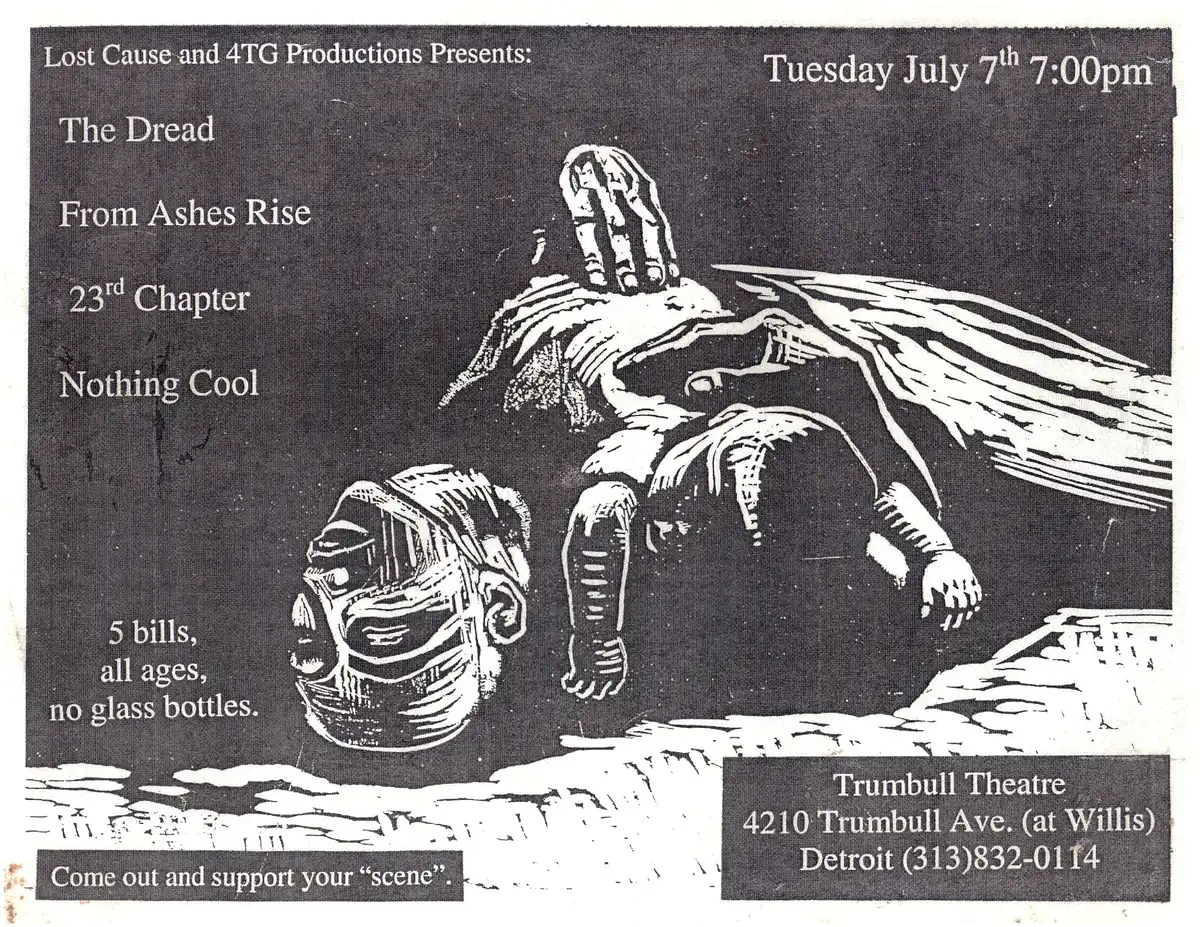 Lost Cause and 4TG Productions Presents:
Tuesday July 7th 7:00pm
The Dread
From Ashes Rise
23rd Chapter
Nothing Cool
5 bills,
all ages,
no glass bottles.
Trumbull Theatre
4210 Trumbull Ave. (at Willis)
Detroit (313)832-0114
Come out and support your “scene”.